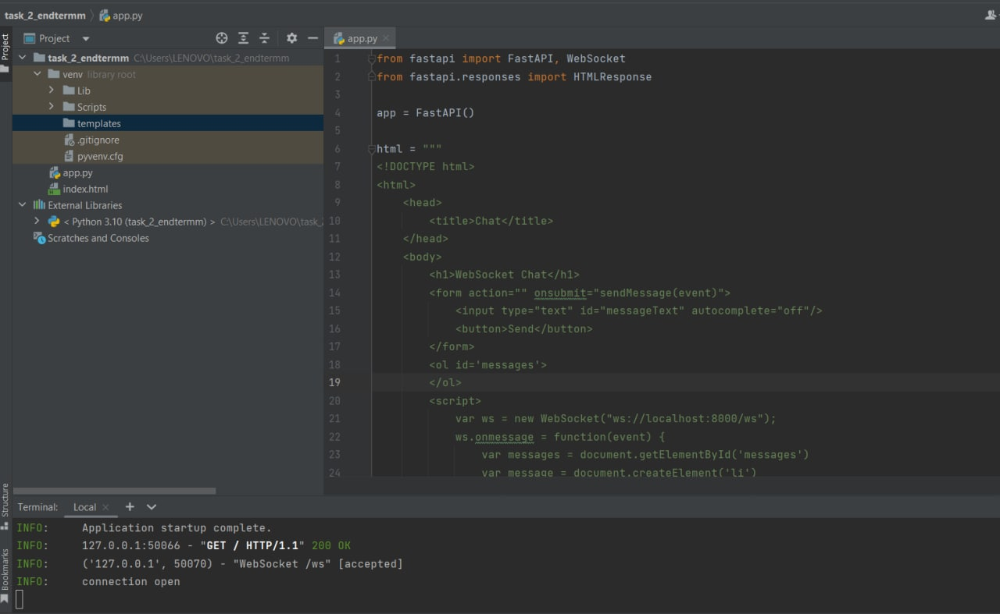 task_2_endtermm app.py
Project
Project
task_2_endtermm C:\Users\LENOVO\task_2_endtermm
venv library root
Lib
Scripts
templates
.gitignore
pyvenv.cfg
app.py
index.html
External Libraries
< Python 3.10 (task_2_endtermm) > C:\Users\LENOVO\task_2
Scratches and Consoles
app.py
1 from fastapi import FastAPI, WebSocket
2 from fastapi.responses import HTMLResponse
3
4 app = FastAPI()
5
6 html = """
7 <!DOCTYPE html>
8 <html>
9 <head>
10 <title>Chat</title>
11 </head>
12 <body>
13 <h1>WebSocket Chat</h1>
14 <form action="" onsubmit="sendMessage(event)">
15 <input type="text" id="messageText" autocomplete="off"/>
16 <button>Send</button>
17 </form>
18 <ol id='messages'>
19 </ol>
20 <script>
21 var ws = new WebSocket("ws://localhost:8000/ws");
22 ws.onmessage = function(event) {
23 var messages = document.getElementById('messages')
24 var message = document.createElement('li')
Structure
Bookmarks
Terminal: Local
INFO: Application startup complete.
INFO: 127.0.0.1:50066 - "GET / HTTP/1.1" 200 OK
INFO: ('127.0.0.1', 50070) - "WebSocket /ws" [accepted]
INFO: connection open